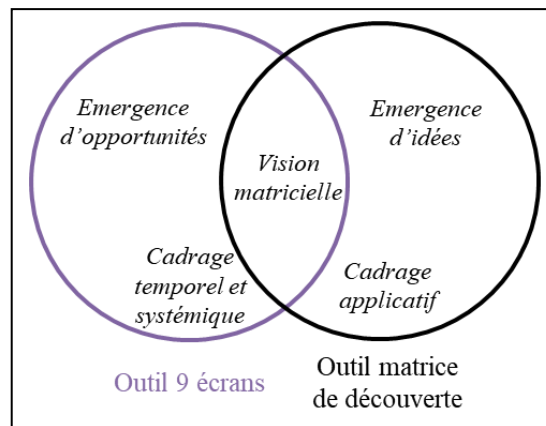 Emergence
d’opportunités
Emergence
d’idées
Vision
matricielle
Cadrage
temporel et
systémique
Cadrage
applicatif
Outil 9 écrans
Outil matrice
de découverte